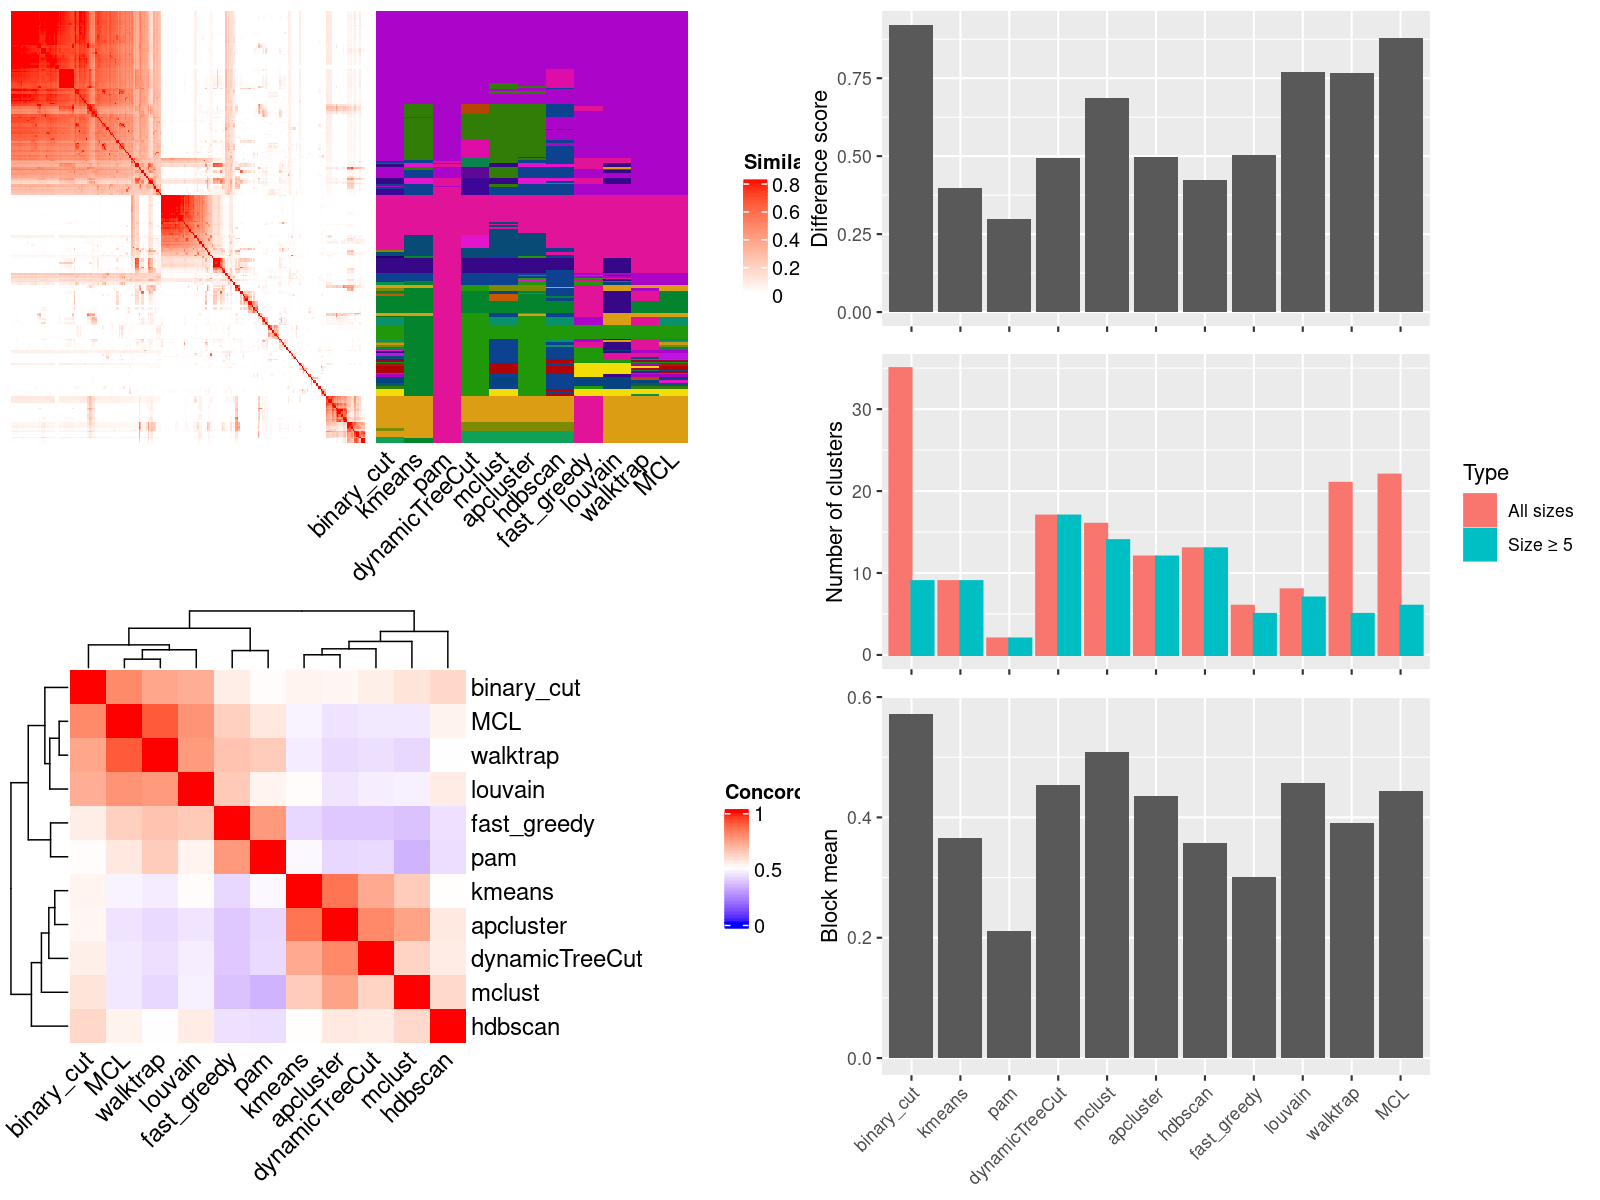 Simila
0.8
0.6
0.4
0.2
0
binary_cut
kmeans
pam
dynamicTreeCut
mclust
apcluster
hdbscan
fast_greedy
louvain
walktrap
MCL
binary_cut
MCL
walktrap
louvain
fast_greedy
pam
kmeans
apcluster
dynamicTreeCut
mclust
hdbscan
Concord
1
0.5
0
binary_cut
MCL
walktrap
louvain
fast_greedy
pam
kmeans
apcluster
dynamicTreeCut
mclust
hdbscan
Difference score
0.75
0.50
0.25
0.00
Number of clusters
30
20
10
0
Type
All sizes
Size ≥ 5
Block mean
0.6
0.4
0.2
0.0
binary_cut
kmeans
pam
dynamicTreeCut
mclust
apcluster
hdbscan
fast_greedy
louvain
walktrap
MCL